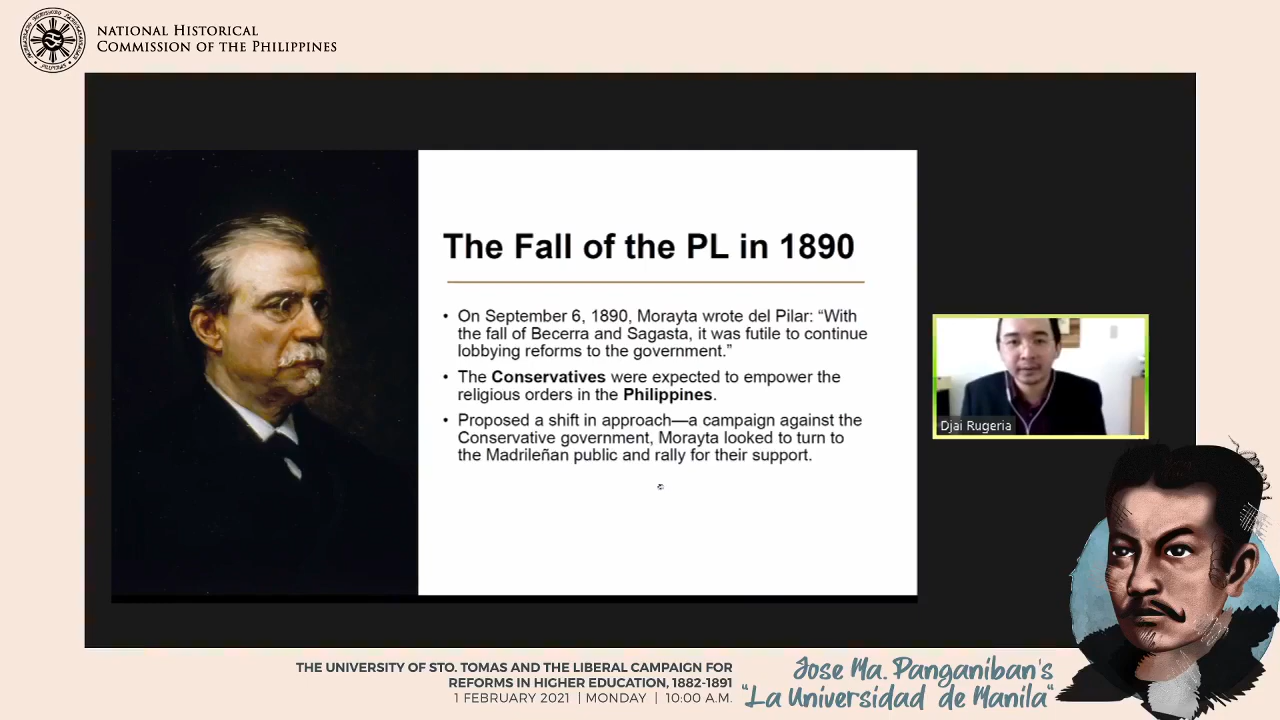 NATIONAL HISTORICAL
COMMISSION OF THE PHILIPPINES
The Fall of the PL in 1890
• On September 6, 1890, Morayta wrote del Pilar: “With
the fall of Becerra and Sagasta, it was futile to continue
lobbying reforms to the government.”
• The Conservatives were expected to empower the
religious orders in the Philippines.
• Proposed a shift in approach—a campaign against the
Conservative government, Morayta looked to turn to
the Madrileñan public and rally for their support.
Djai Rugeria
THE UNIVERSITY OF STO. TOMAS AND THE LIBERAL CAMPAIGN FOR
REFORMS IN HIGHER EDUCATION, 1882-1891
1 FEBRUARY 2021 | MONDAY | 10:00 A.M.
Jose Ma. Panganiban's
"La Universidad de Manila"